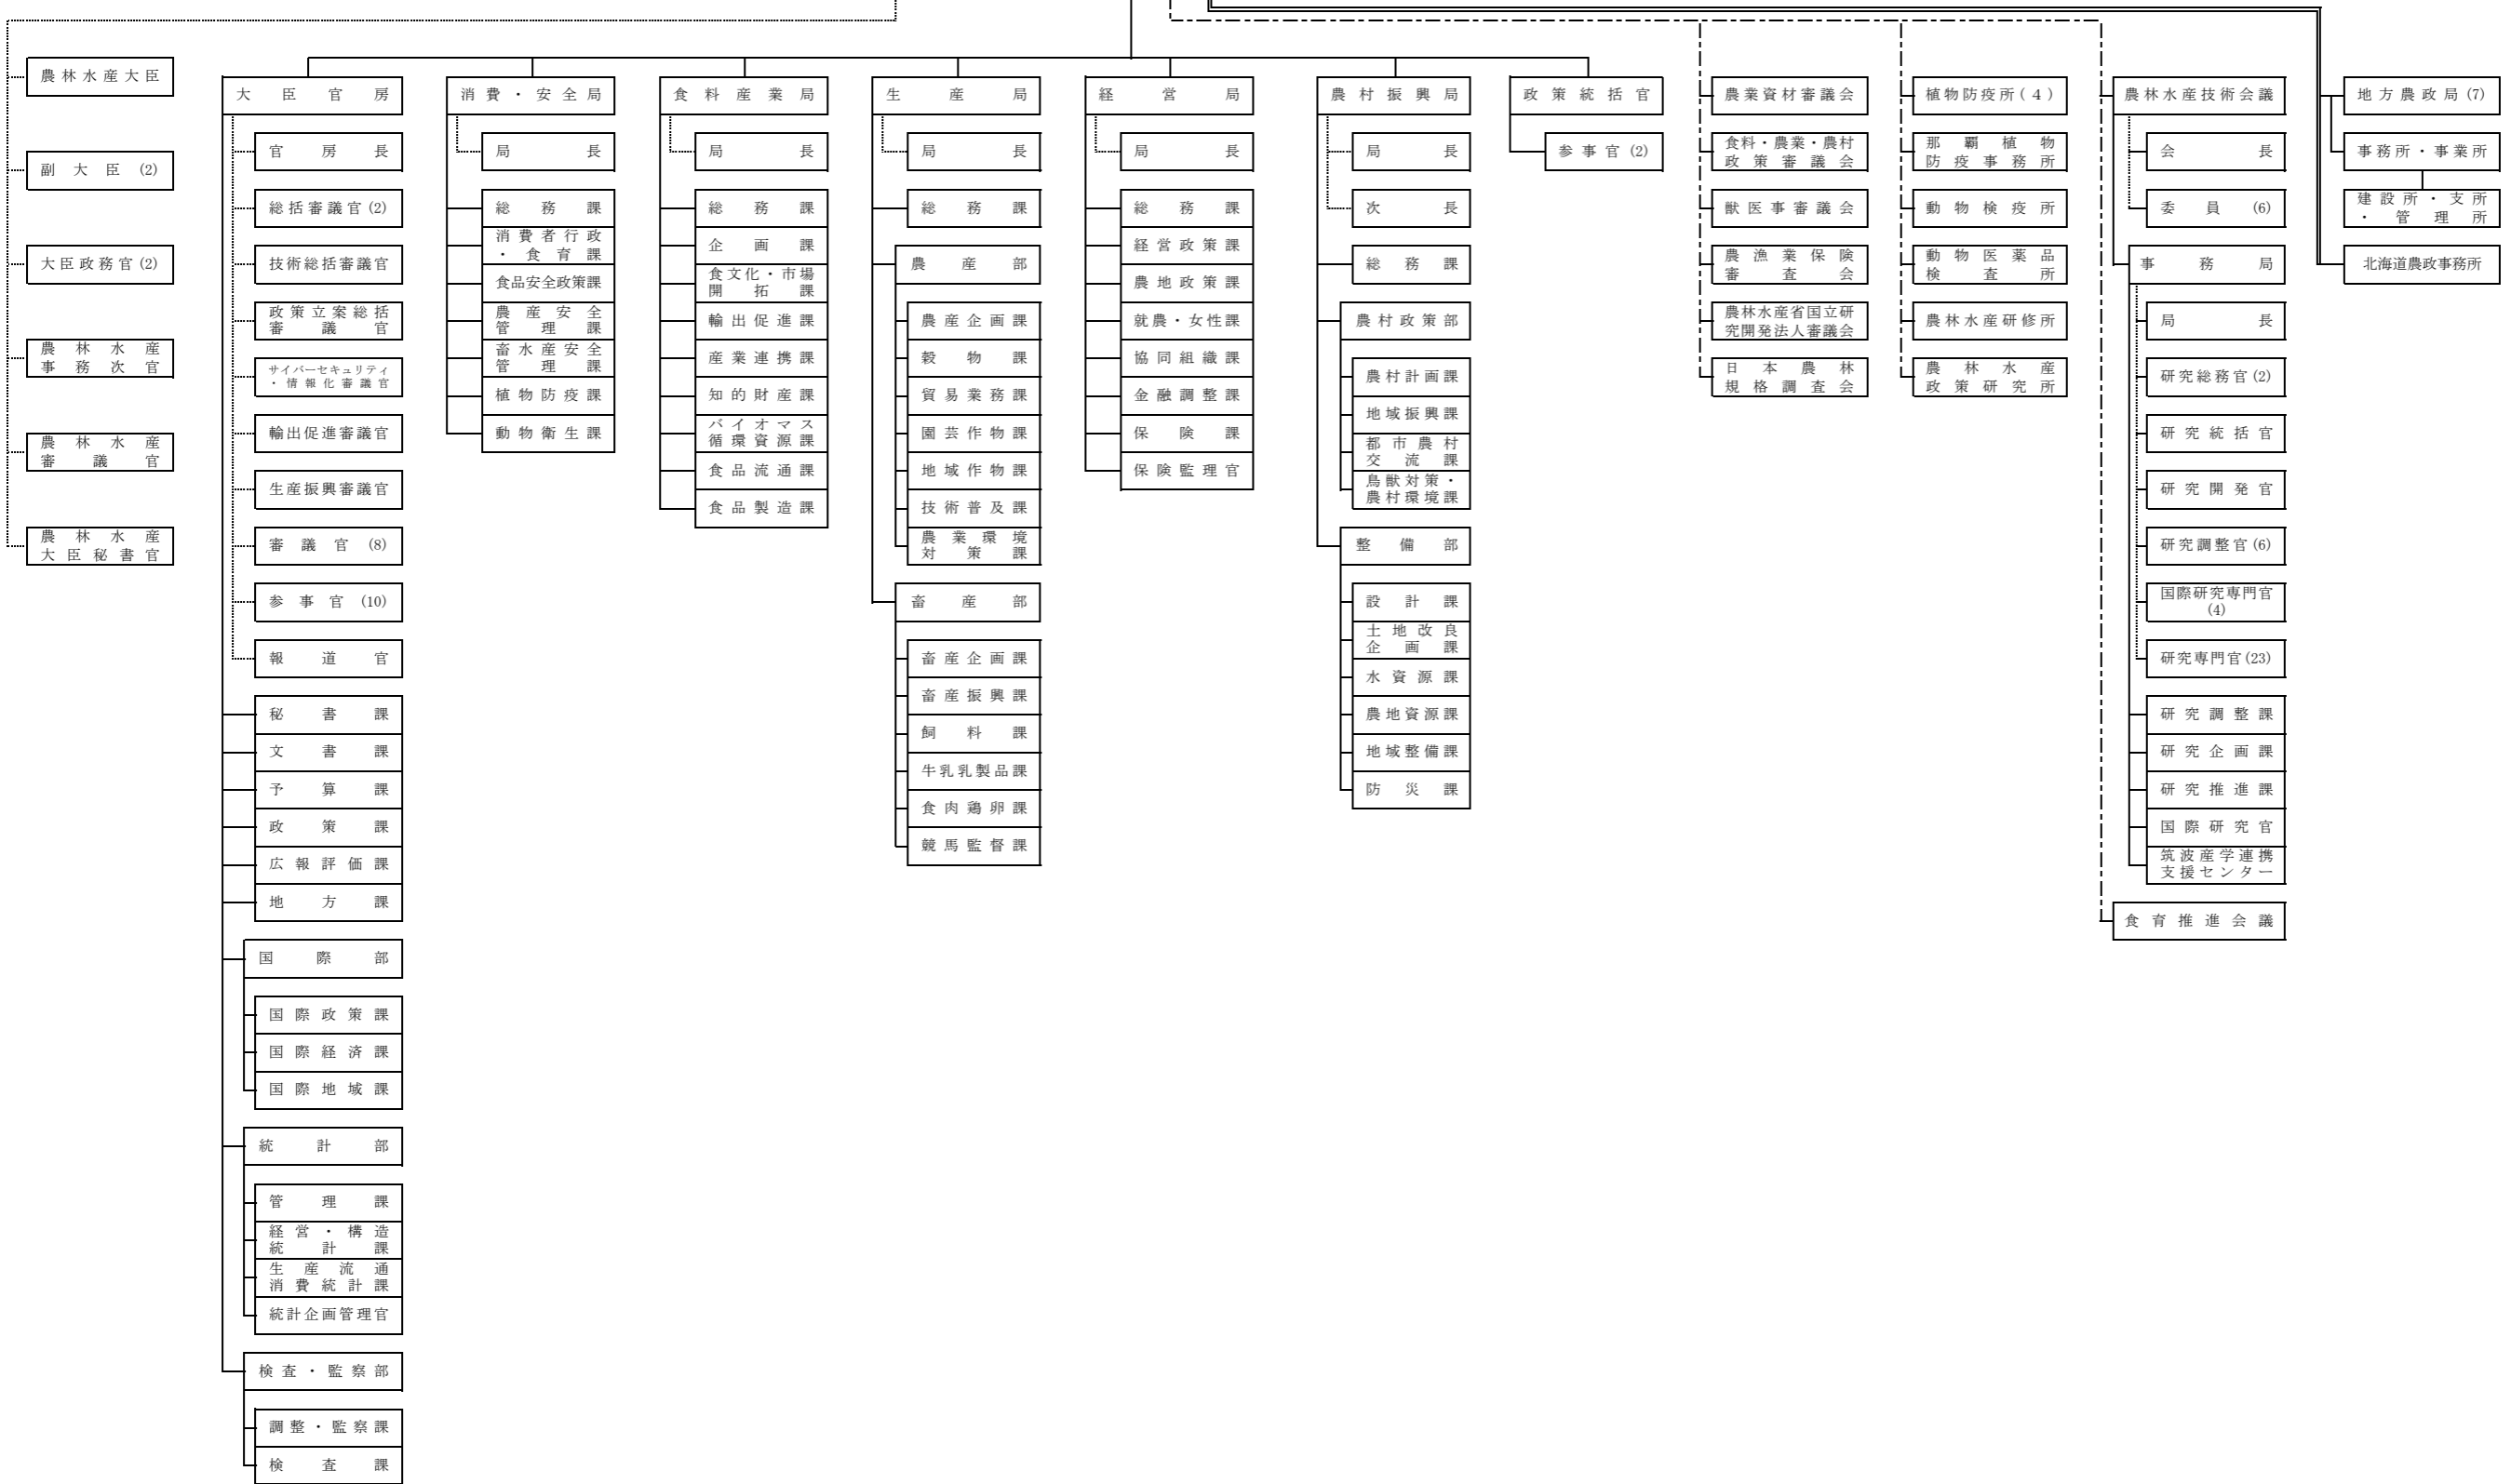 農林水産大臣
副大臣 (2)
大臣政務官 (2)
農林水産
事務次官
農林水産
審議官
農林水産
大臣秘書官
大臣官房
官房長
総括審議官 (2)
技術総括審議官
政策立案総括
審議官
サイバーセキュリティ
・情報化審議官
輸出促進審議官
生産振興審議官
審議官 (8)
参事官 (10)
報道官
秘書課
文書課
予算課
政策課
広報評価課
地方課
国際部
国際政策課
国際経済課
国際地域課
統計部
管理課
経営・構造
統計課
生産流通
消費統計課
統計企画管理官
検査・監察部
調整・監察課
検査課
消費・安全局
局長
総務課
消費者行政
・食育課
食品安全政策課
農産安全
管理課
畜水産安全
管理課
植物防疫課
動物衛生課
食料産業局
局長
総務課
企画課
食文化・市場
開拓課
輸出促進課
産業連携課
知的財産課
バイオマス
循環資源課
食品流通課
食品製造課
生産局
局長
総務課
農産部
農産企画課
穀物課
貿易業務課
園芸作物課
地域作物課
技術普及課
農業環境
対策課
畜産部
畜産企画課
畜産振興課
飼料課
牛乳乳製品課
食肉鶏卵課
競馬監督課
経営局
局長
総務課
経営政策課
農地政策課
就農・女性課
協同組織課
金融調整課
保険課
保険監理官
農村振興局
局長
次長
総務課
農村政策部
農村計画課
地域振興課
都市農村
交流課
鳥獣対策・
農村環境課
整備部
設計課
土地改良
企画課
水資源課
農地資源課
地域整備課
防災課
政策統括官
参事官 (2)
農業資材審議会
食料・農業・農村
政策審議会
獣医事審議会
農漁業保険
審査会
農林水産省国立研
究開発法人審議会
日本農林
規格調査会
植物防疫所 ( 4 )
那覇植物
防疫事務所
動物検疫所
動物医薬品
検査所
農林水産研修所
農林水産
政策研究所
農林水産技術会議
会長
委員 (6)
事務局
局長
研究総務官 (2)
研究統括官
研究開発官
研究調整官 (6)
国際研究専門官
(4)
研究専門官 (23)
研究調整課
研究企画課
研究推進課
国際研究官
筑波産学連携
支援センター
食育推進会議
地方農政局 (7)
事務所・事業所
建設所・支所
・管理所
北海道農政事務所